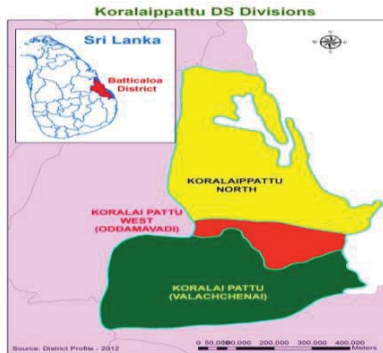 Koralaippattu DS Divisions
Sri Lanka
Batticaloa
District
KORALAIPPATTU
NORTH
KORALAI PATTU
WEST
(ODDAMAVADI)
KORALAI PATTU
(VALACHCHENAI)
Source: District Profile - 2012
Meters